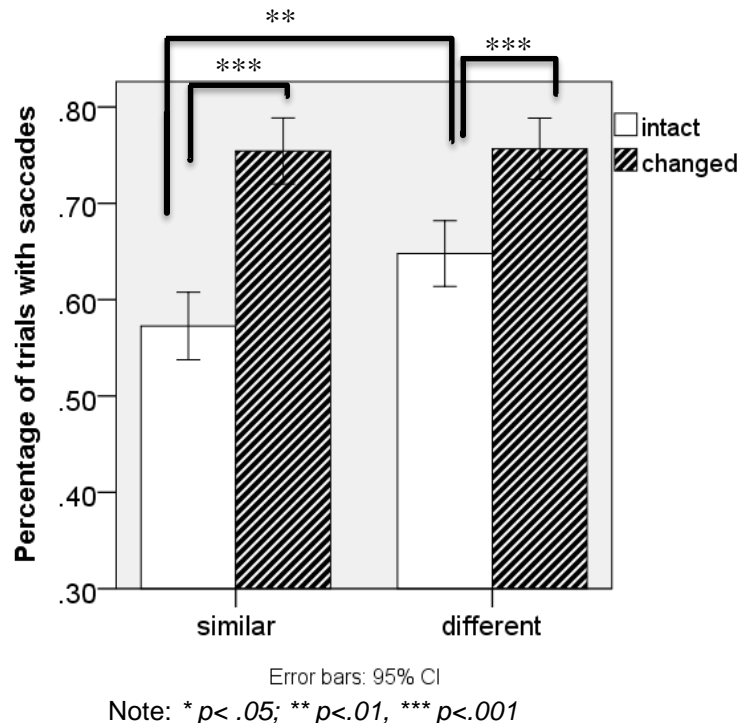 **
***
***
.80
.70
.60
.50
.40
.30
Percentage of trials with saccades
intact
changed
similar
different
Error bars: 95% CI
Note: * p< .05; ** p<.01, *** p<.001